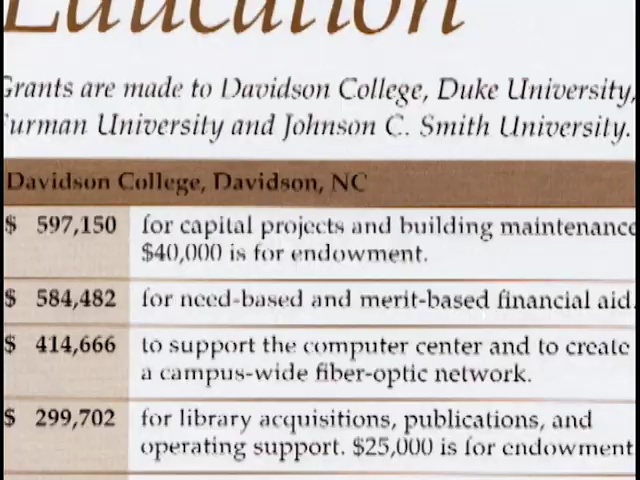 Education
Grants are made to Davidson College, Duke University,
Furman University and Johnson C. Smith University.
Davidson College, Davidson, NC
$ 597,150 for capital projects and building maintenance
$40,000 is for endowment.
$ 584,482 for need-based and merit-based financial aid.
$ 414,666 to support the computer center and to create
a campus-wide fiber-optic network.
$ 299,702 for library acquisitions, publications, and
operating support. $25,000 is for endowment